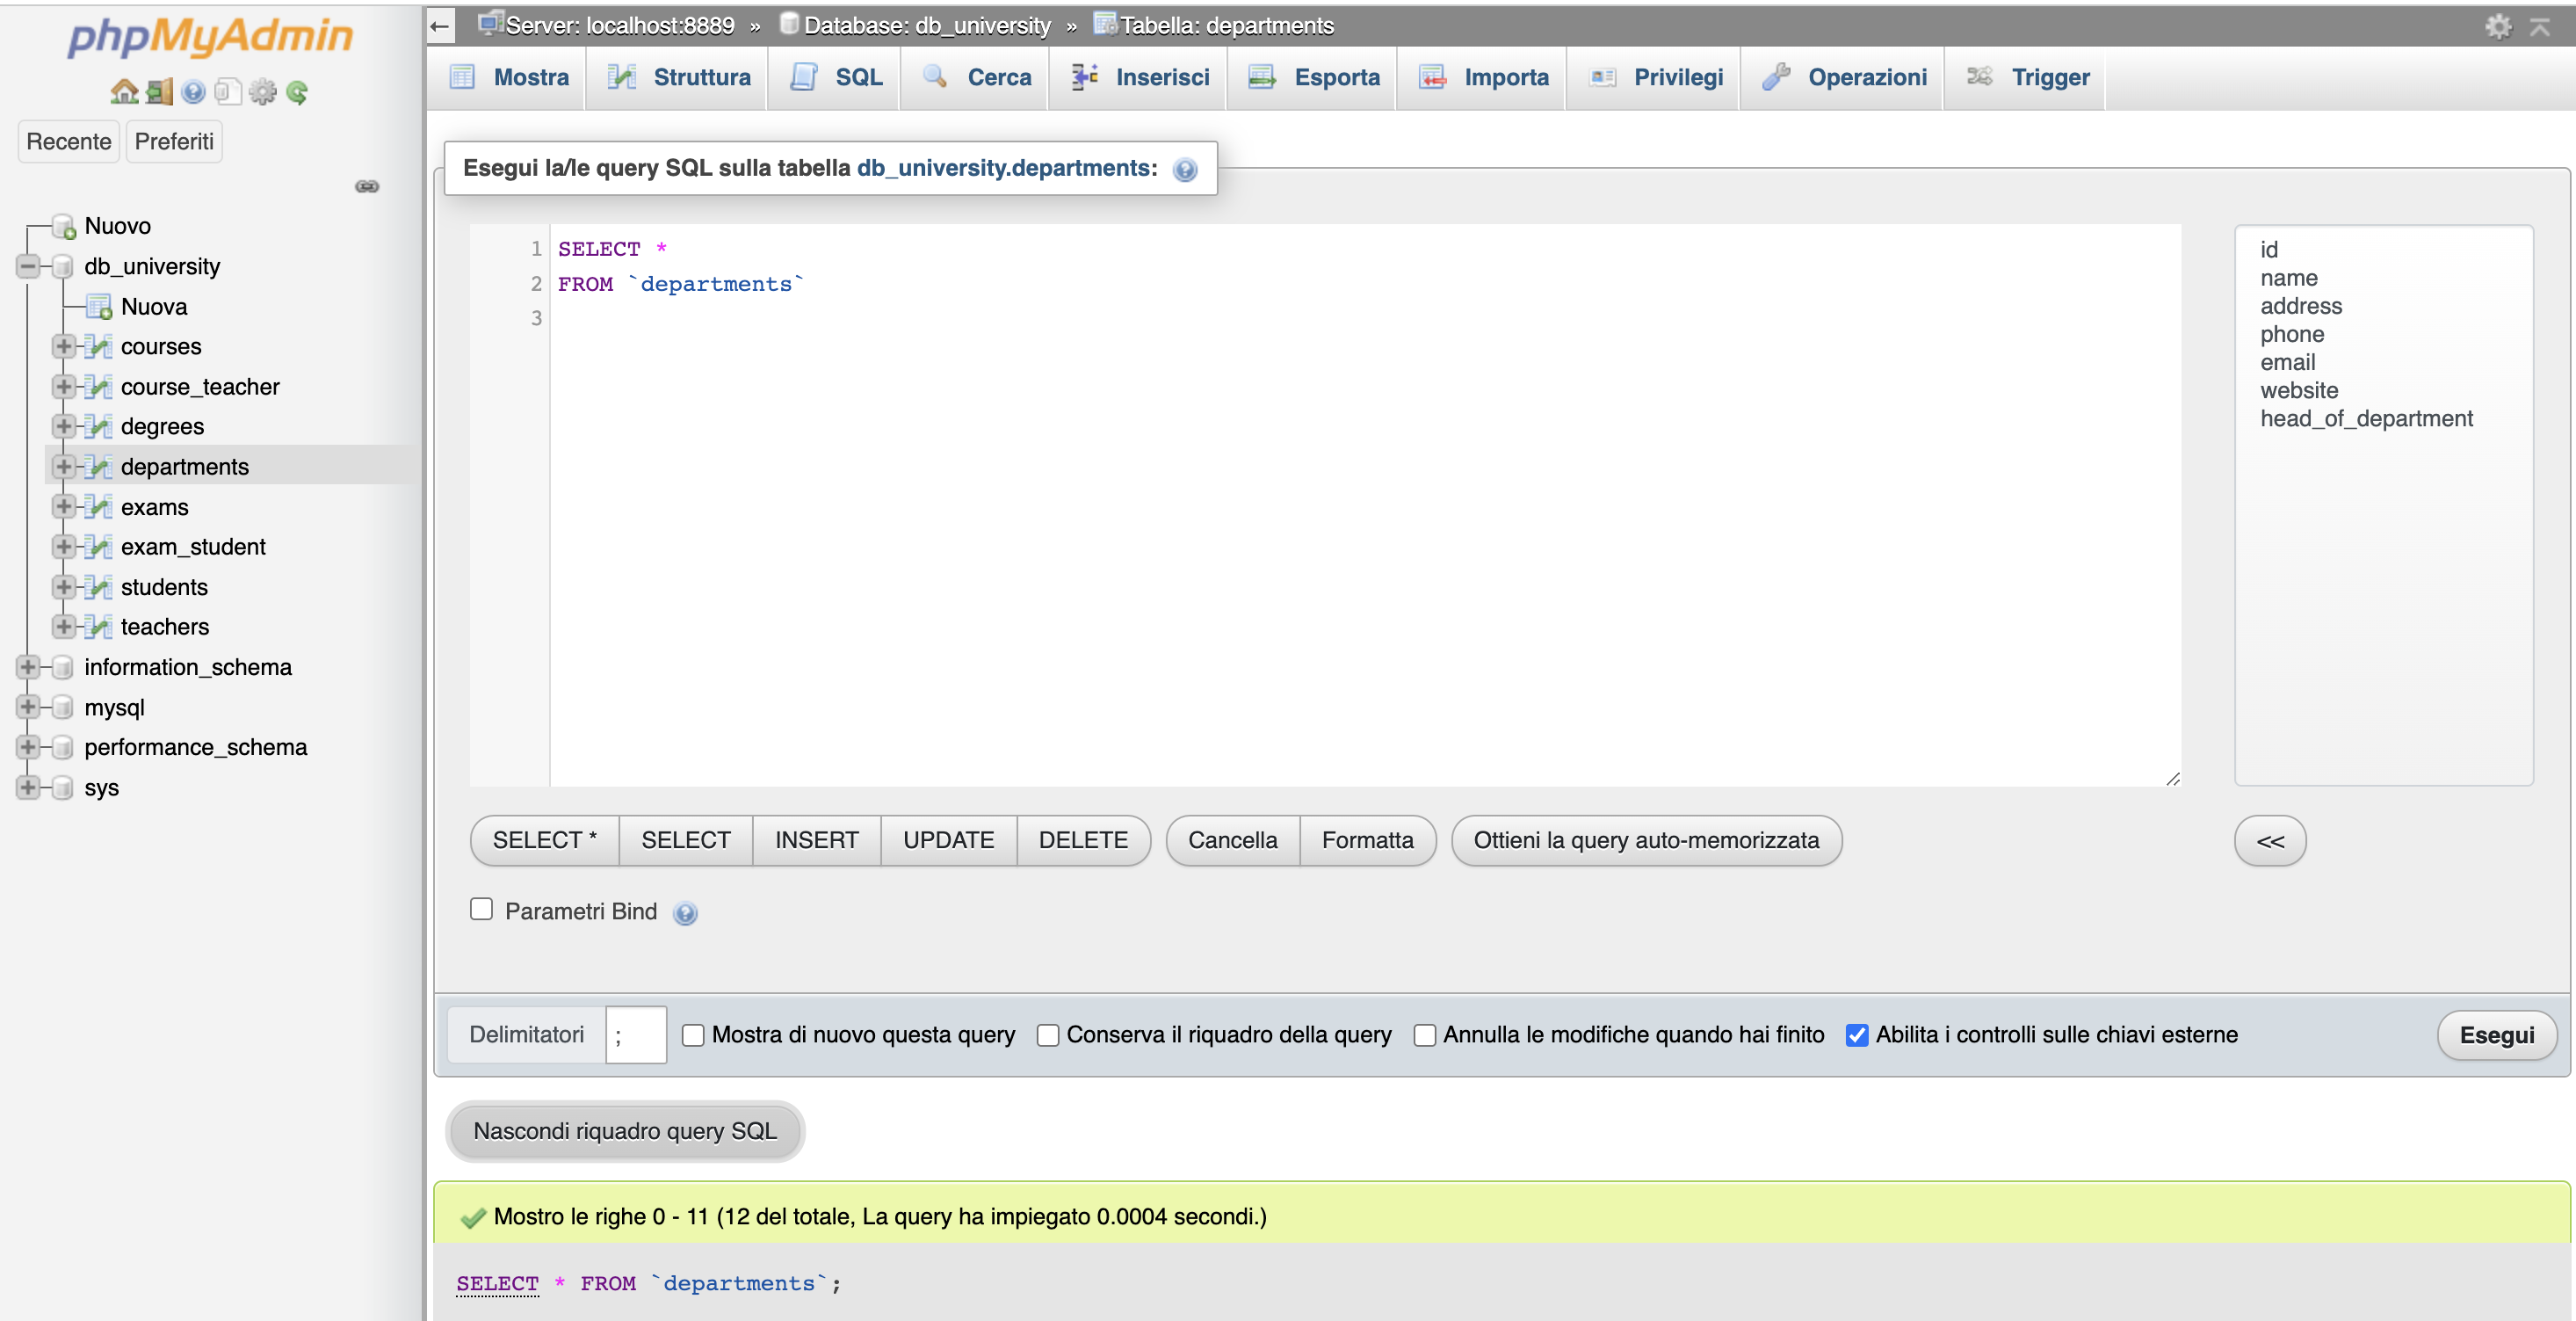 phpMyAdmin
Recente Preferiti
Nuovo
db_university
Nuova
courses
course_teacher
degrees
departments
exams
exam_student
students
teachers
information_schema
mysql
performance_schema
sys
Server: localhost:8889 » Database: db_university » Tabella: departments
Mostra Struttura SQL Cerca Inserisci Esporta Importa Privilegi Operazioni Trigger
Esegui la/le query SQL sulla tabella db_university.departments:
1 SELECT *
2 FROM `departments`
3
id
name
address
phone
email
website
head_of_department
SELECT * SELECT INSERT UPDATE DELETE Cancella Formatta Ottieni la query auto-memorizzata <<
Parametri Bind
Delimitatori ; Mostra di nuovo questa query Conserva il riquadro della query Annulla le modifiche quando hai finito Abilita i controlli sulle chiavi esterne Esegui
Nascondi riquadro query SQL
Mostro le righe 0 - 11 (12 del totale, La query ha impiegato 0.0004 secondi.)
SELECT * FROM `departments`;